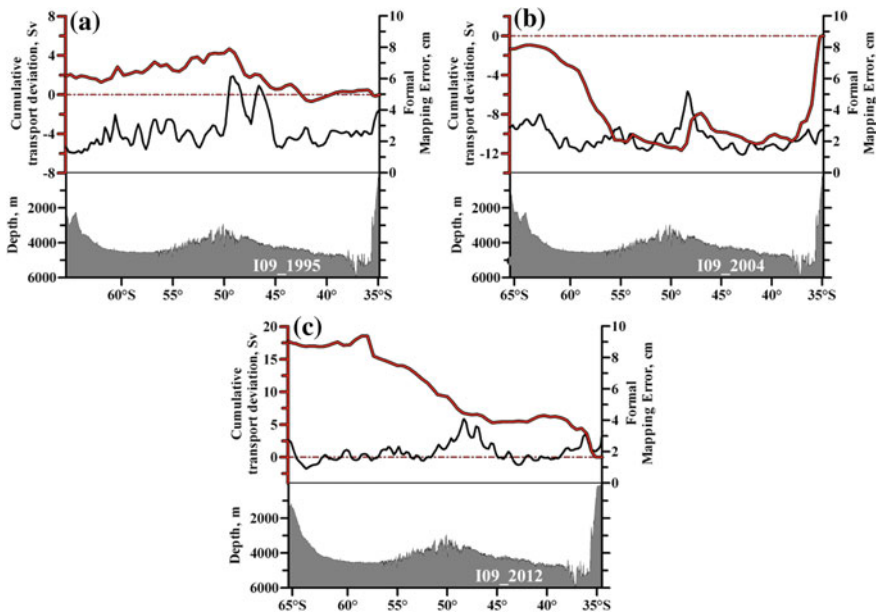 (a)
8
4
0
-4
-8
Cumulative
transport deviation, Sv
10
8
6
4
2
0
Formal
Mapping Error, cm
2000
4000
6000
Depth, m
I09_1995
60°S
55°
50°
45°
40°
35°S
(b)
0
-4
-8
-12
Cumulative
transport deviation, Sv
10
8
6
4
2
0
Formal
Mapping Error, cm
2000
4000
6000
Depth, m
I09_2004
65°S
60°
55°
50°
45°
40°
35°S
(c)
20
15
10
5
0
Cumulative
transport deviation, Sv
10
8
6
4
2
0
Formal
Mapping Error, cm
2000
4000
6000
Depth, m
I09_2012
65°S
60°
55°
50°
45°
40°
35°S